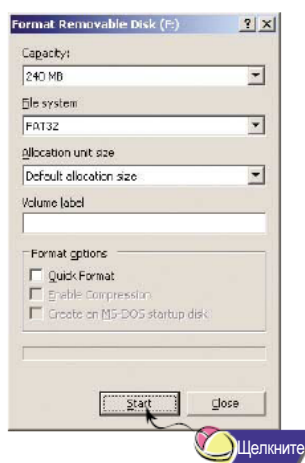 Format Removable Disk (F:)
Capacity:
240 MB
File system
FAT32
Allocation unit size
Default allocation size
Volume label
Format options
Quick Format
Enable Compression
Create an MS-DOS startup disk
Start
Close
Щелкните